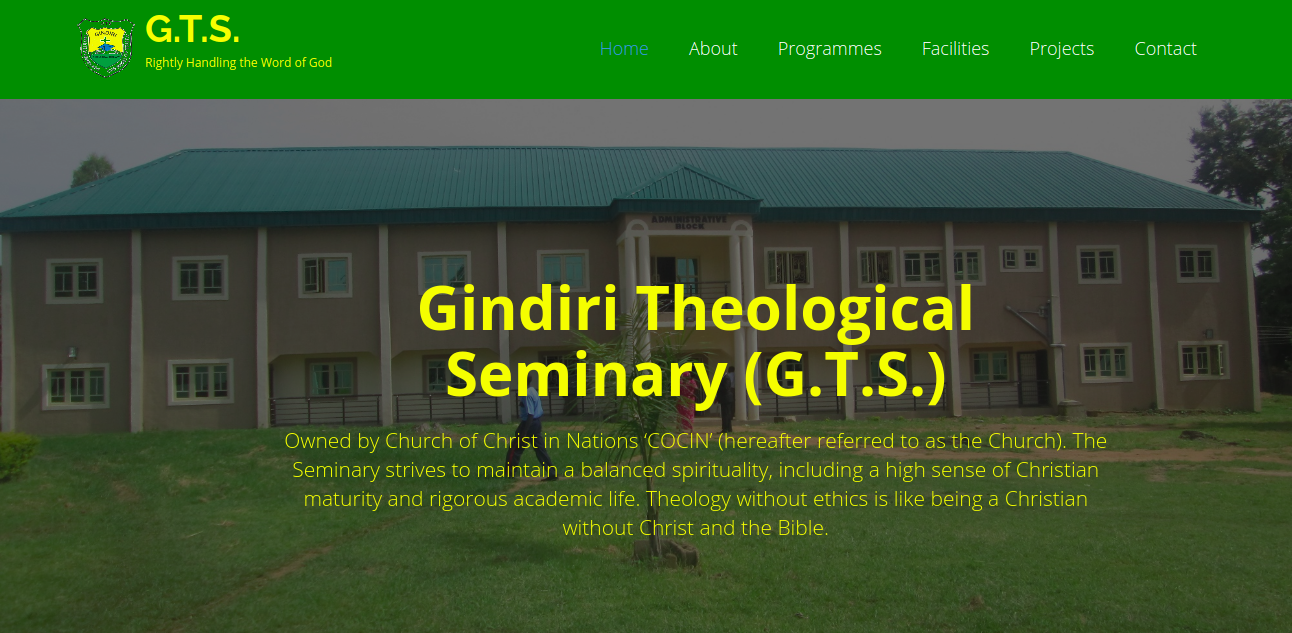 G.T.S.
Rightly Handling the Word of God
Home About Programmes Facilities Projects Contact
GINDIRI
ADMINISTRATIVE
BLOCK
Gindiri Theological
Seminary (G.T.S.)
Owned by Church of Christ in Nations ‘COCIN’ (hereafter referred to as the Church). The
Seminary strives to maintain a balanced spirituality, including a high sense of Christian
maturity and rigorous academic life. Theology without ethics is like being a Christian
without Christ and the Bible.